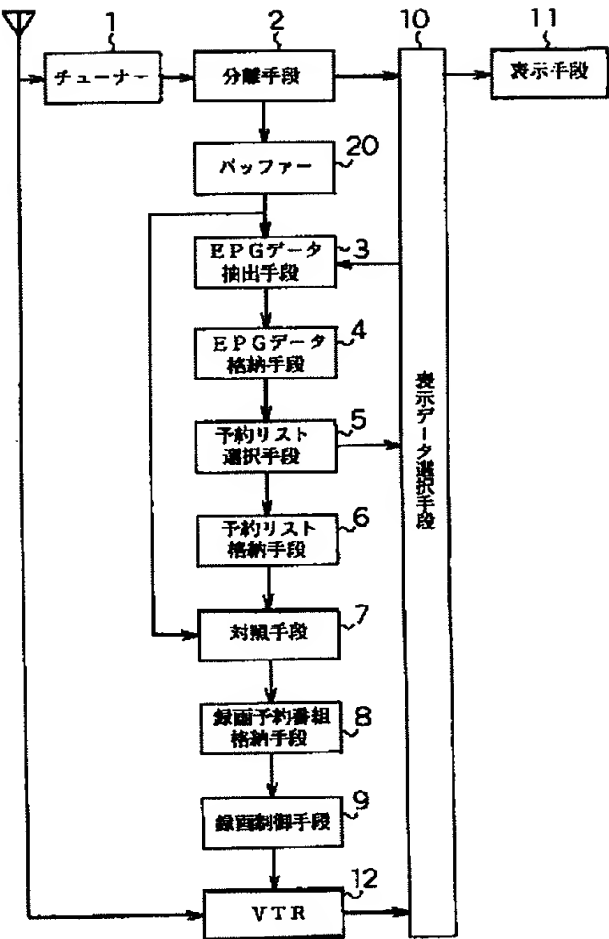 1
2
10
11
チューナー
分離手段
表示手段
20
バッファー
3
EPGデータ
抽出手段
4
EPGデータ
格納手段
5
予約リスト
選択手段
6
予約リスト
格納手段
7
対照手段
8
録画予約番組
格納手段
9
録画制御手段
12
VTR
表示データ選択手段